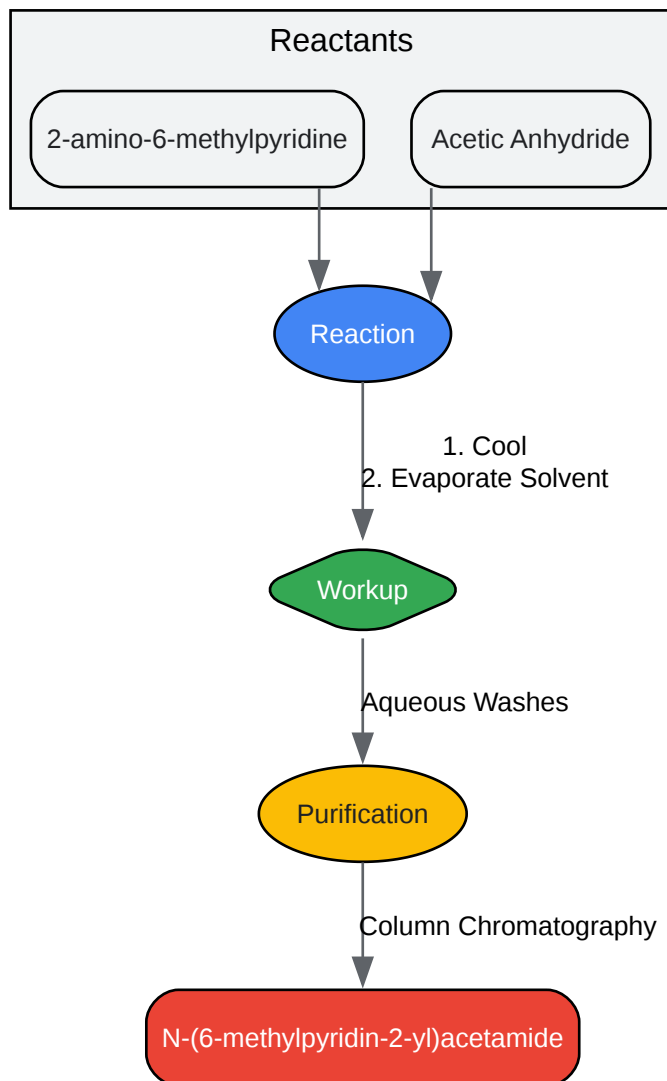 Reactants
2-amino-6-methylpyridine
Acetic Anhydride
Reaction
1. Cool
2. Evaporate Solvent
Workup
Aqueous Washes
Purification
Column Chromatography
N-(6-methylpyridin-2-yl)acetamide